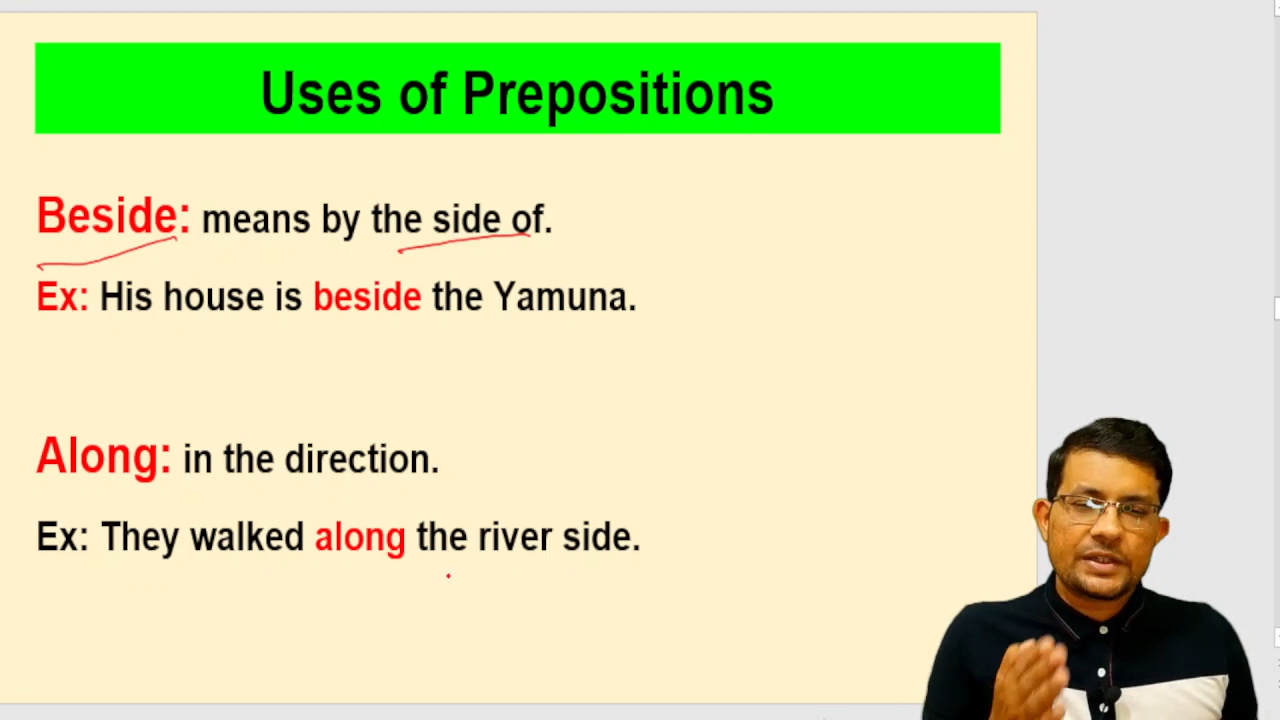 Uses of Prepositions
Beside: means by the side of.
Ex: His house is beside the Yamuna.
Along: in the direction.
Ex: They walked along the river side.